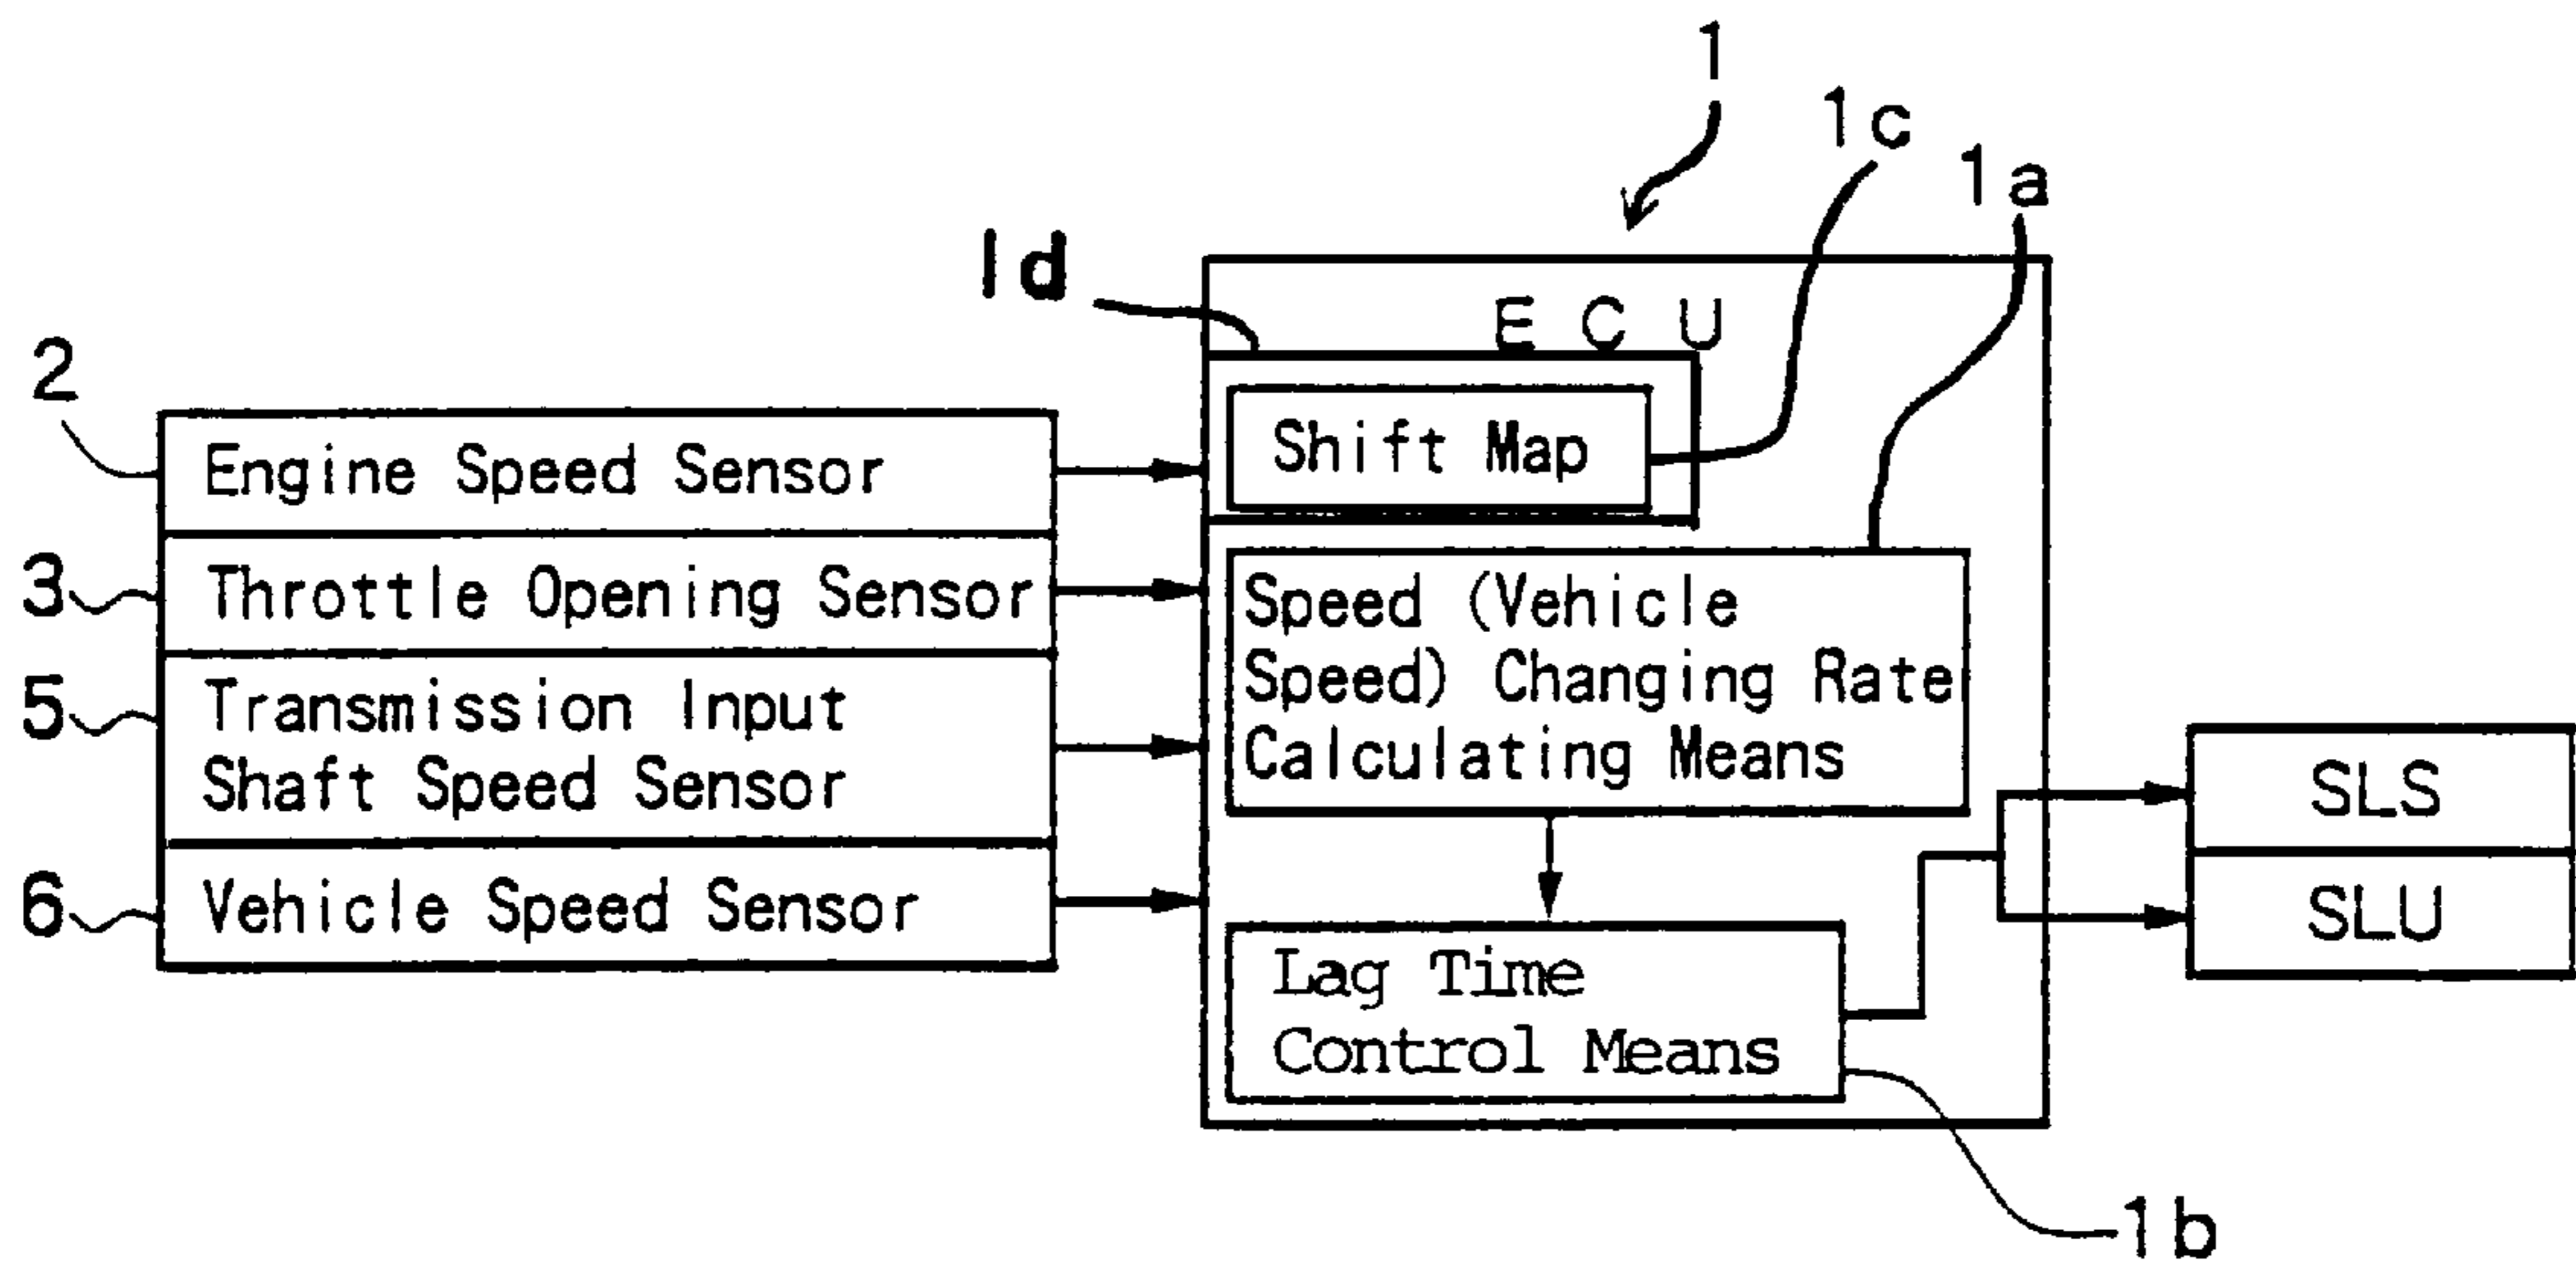 1
1c
1a
1d
E C U
2
Engine Speed Sensor
Shift Map
3
Throttle Opening Sensor
Speed (Vehicle
Speed) Changing Rate
Calculating Means
5
Transmission Input
Shaft Speed Sensor
6
Vehicle Speed Sensor
SLS
SLU
Lag Time
Control Means
1b